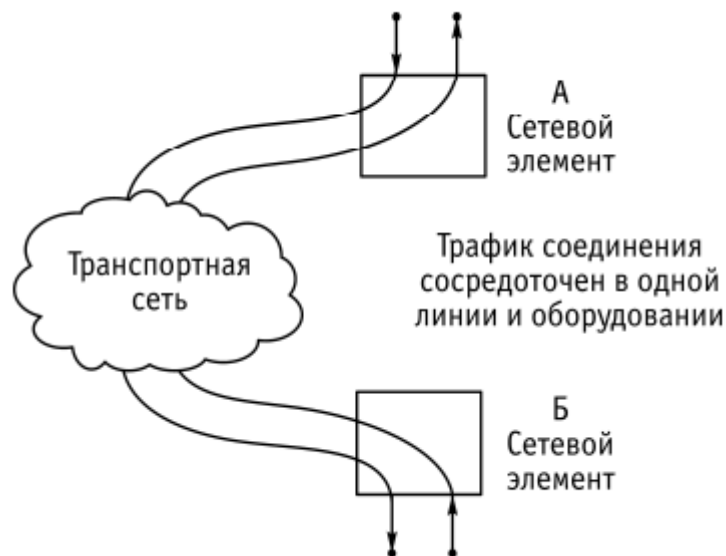 А
Сетевой
элемент
Транспортная
сеть
Трафик соединения
сосредоточен в одной
линии и оборудовании
Б
Сетевой
элемент